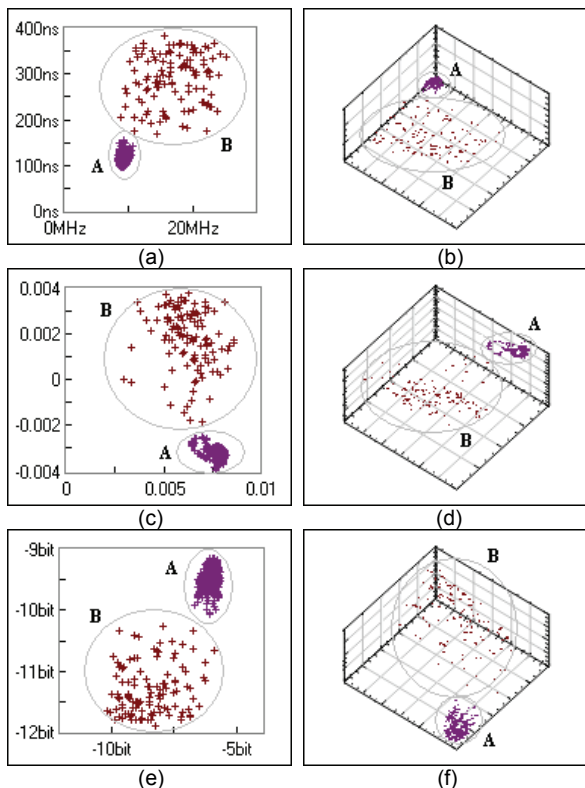 400ns
300ns
200ns
100ns
0ns
0MHz 20MHz
A
B
(a)
A
B
(b)
0.004
0.002
0
-0.002
-0.004
0 0.005 0.01
B
A
(c)
A
B
(d)
-9bit
-10bit
-11bit
-12bit
-10bit -5bit
A
B
(e)
B
A
(f)